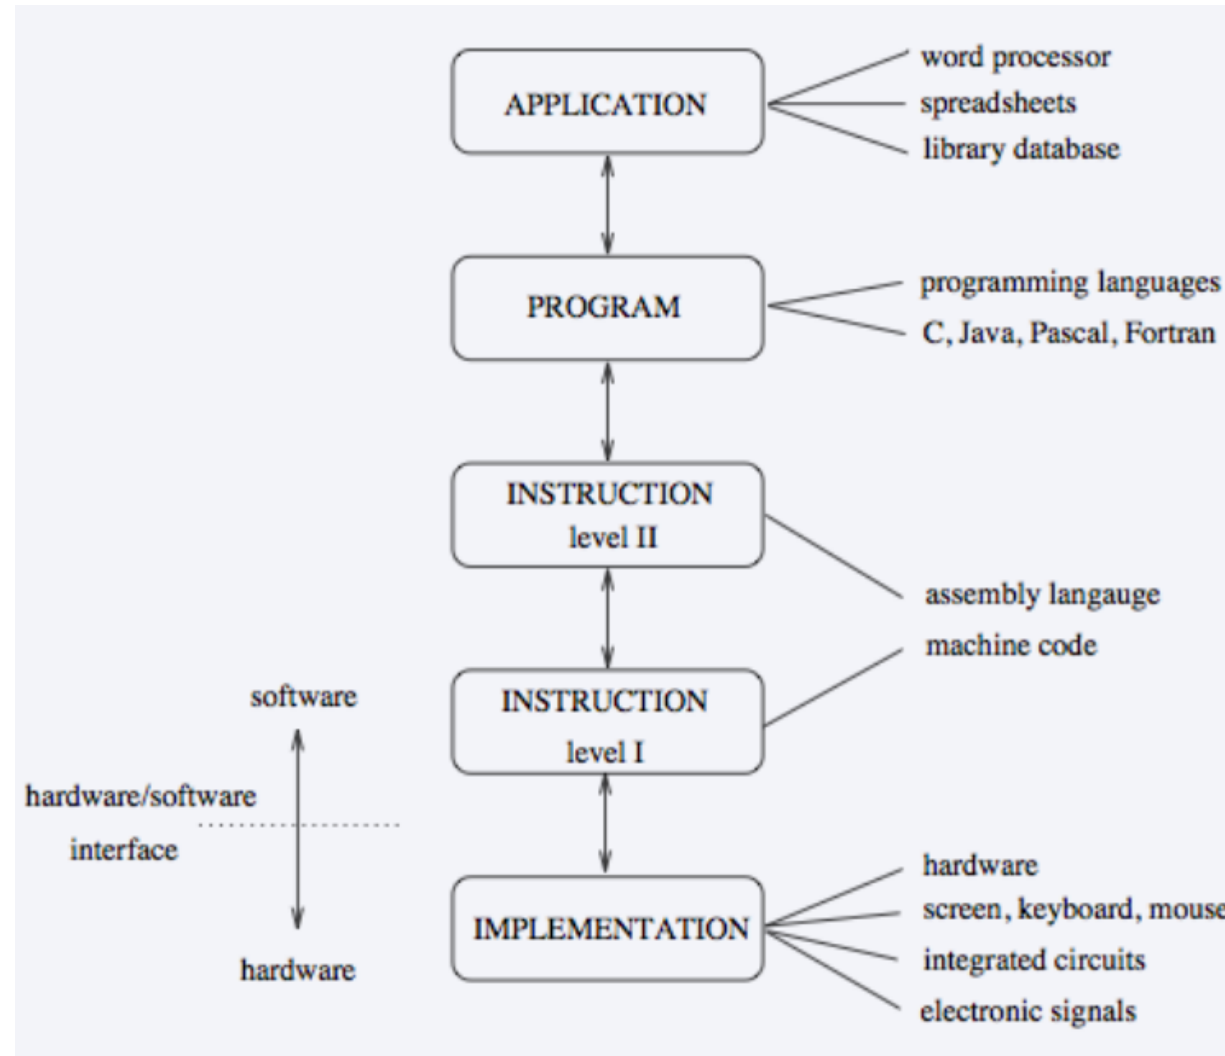 APPLICATION
word processor
spreadsheets
library database
PROGRAM
programming languages
C, Java, Pascal, Fortran
INSTRUCTION
level II
assembly langauge
machine code
INSTRUCTION
level I
software
hardware/software
interface
hardware
IMPLEMENTATION
hardware
screen, keyboard, mouse
integrated circuits
electronic signals